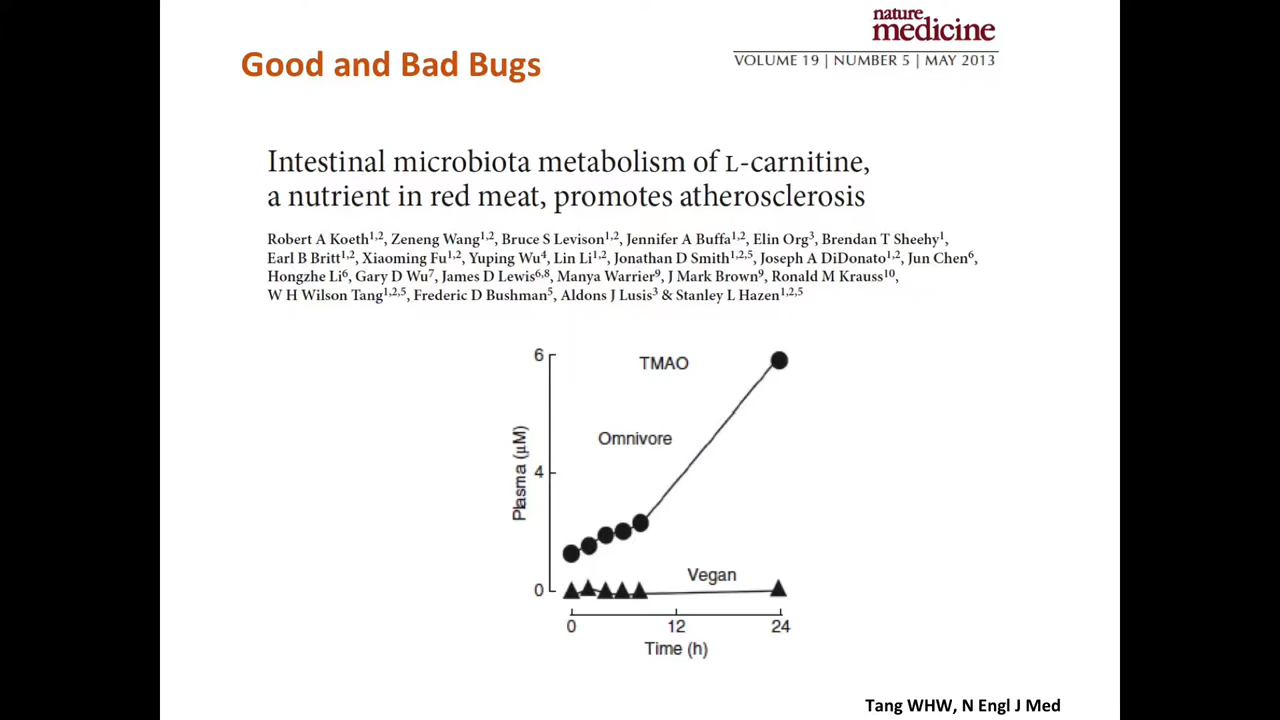 nature
medicine
VOLUME 19 | NUMBER 5 | MAY 2013
Good and Bad Bugs
Intestinal microbiota metabolism of L-carnitine,
a nutrient in red meat, promotes atherosclerosis
Robert A Koeth1,2, Zeneng Wang1,2, Bruce S Levison1,2, Jennifer A Buffa1,2, Elin Org3, Brendan T Sheehy1,
Earl B Britt1,2, Xiaoming Fu1,2, Yuping Wu4, Lin Li1,2, Jonathan D Smith1,2,5, Joseph A DiDonato1,2, Jun Chen6,
Hongzhe Li6, Gary D Wu7, James D Lewis6,8, Manya Warrier9, J Mark Brown9, Ronald M Krauss10,
W H Wilson Tang1,2,5, Frederic D Bushman5, Aldons J Lusis3 & Stanley L Hazen1,2,5
6
TMAO
Omnivore
4
Plasma (μM)
Vegan
0
0 12 24
Time (h)
Tang WHW, N Engl J Med